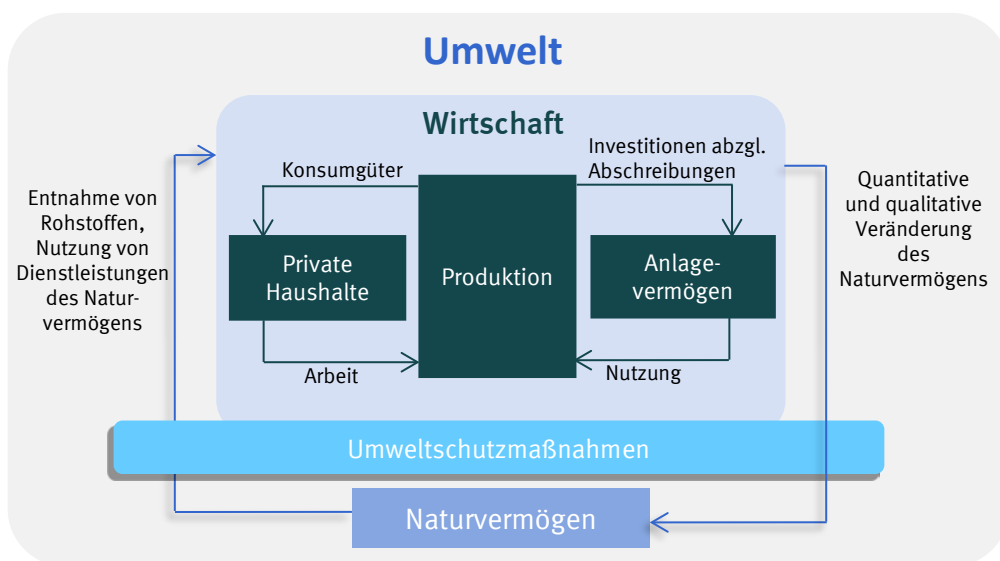 Umwelt
Wirtschaft
Konsumgüter
Investitionen abzgl.
Abschreibungen
Entnahme von
Rohstoffen,
Nutzung von
Dienstleistungen
des Natur-
vermögens
Private
Haushalte
Produktion
Anlage-
vermögen
Quantitative
und qualitative
Veränderung
des
Naturvermögens
Arbeit
Nutzung
Umweltschutzmaßnahmen
Naturvermögen